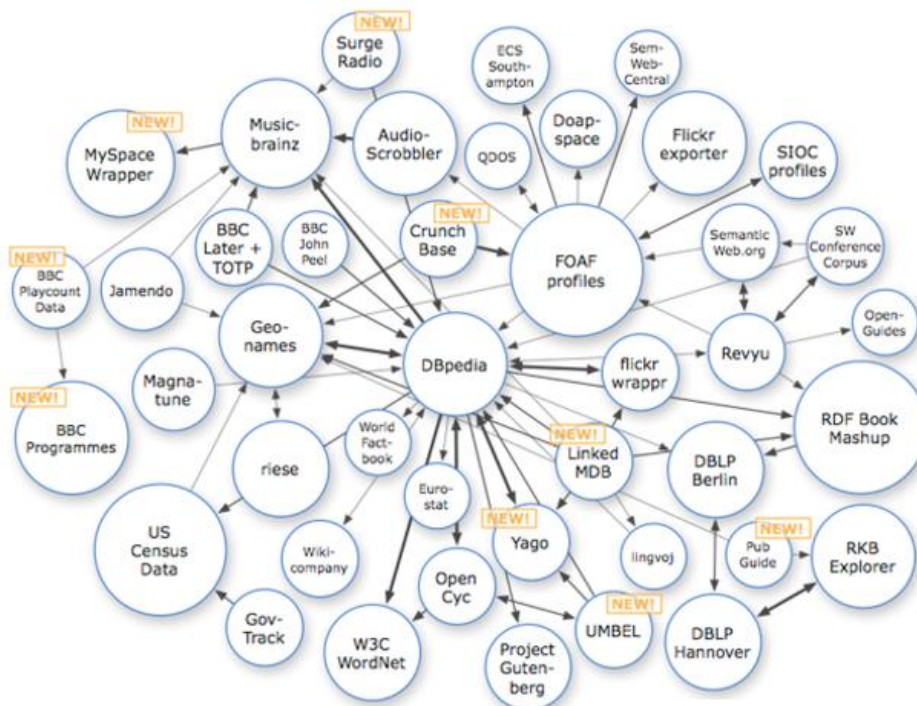 NEW!
Surge
Radio
ECS
South-
ampton
Sem-
Web-
Central
NEW!
MySpace
Wrapper
Music-
brainz
Audio-
Scrobbler
QDOS
Doap-
space
Flickr
exporter
SIOC
profiles
NEW!
BBC
Playcount
Data
Jamendo
BBC
Later +
TOTP
BBC
John
Peel
NEW!
Crunch
Base
FOAF
profiles
Semantic
Web.org
SW
Conference
Corpus
Geo-
names
DBpedia
flickr
wrappr
Revyu
Open-
Guides
Magna-
tune
NEW!
BBC
Programmes
riese
World
Fact-
book
Euro-
stat
NEW!
Linked
MDB
DBLP
Berlin
RDF Book
Mashup
US
Census
Data
Wiki-
company
NEW!
Yago
lingvoj
NEW!
Pub
Guide
RKB
Explorer
Gov-
Track
W3C
WordNet
Open
Cyc
Project
Guten-
berg
NEW!
UMBEL
DBLP
Hannover